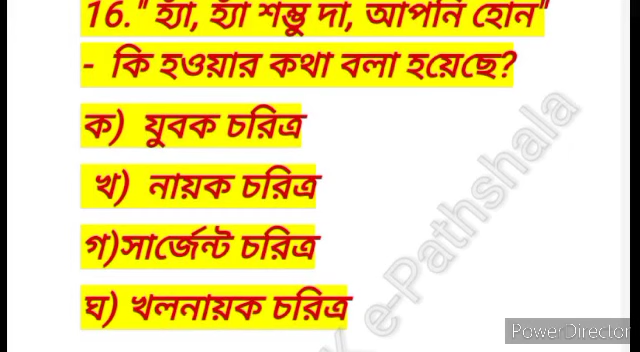 16." হ্যাঁ, হ্যাঁ শম্ভু দা, আপনি হোন"
- কি হওয়ার কথা বলা হয়েছে?
ক) যুবক চরিত্র
খ) নায়ক চরিত্র
গ)সার্জেন্ট চরিত্র
ঘ) খলনায়ক চরিত্র
e-Pathshala
PowerDirector